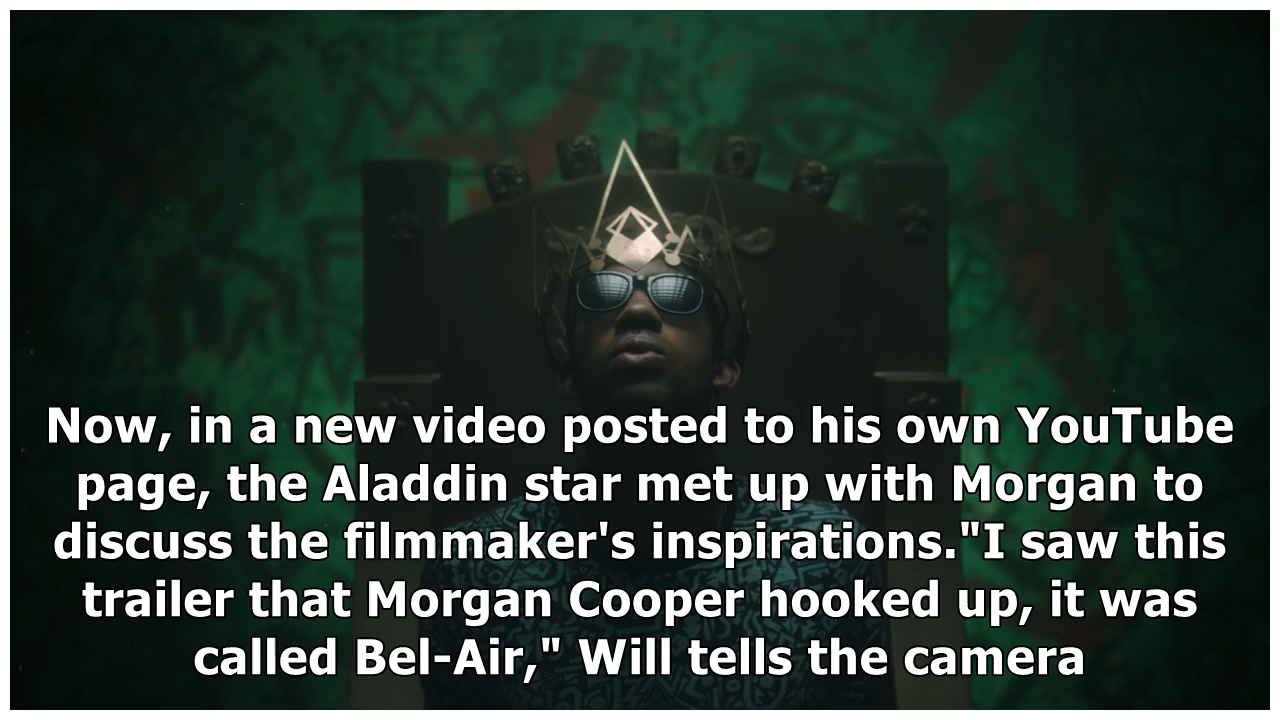 Now, in a new video posted to his own YouTube
page, the Aladdin star met up with Morgan to
discuss the filmmaker's inspirations."I saw this
trailer that Morgan Cooper hooked up, it was
called Bel-Air," Will tells the camera